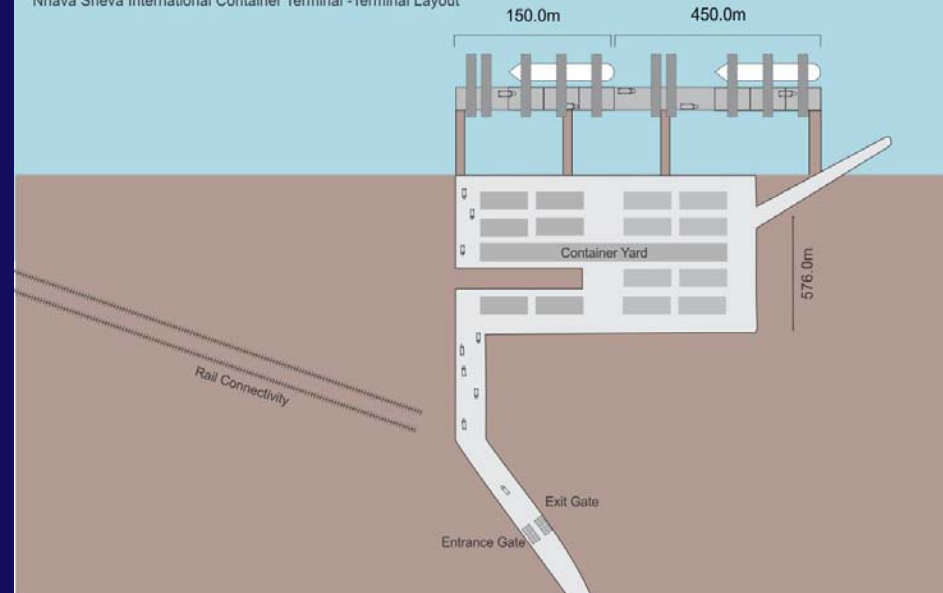 Nhava Sheva International Container Terminal -Terminal Layout
150.0m
450.0m
Container Yard
576.0m
Rail Connectivity
Exit Gate
Entrance Gate